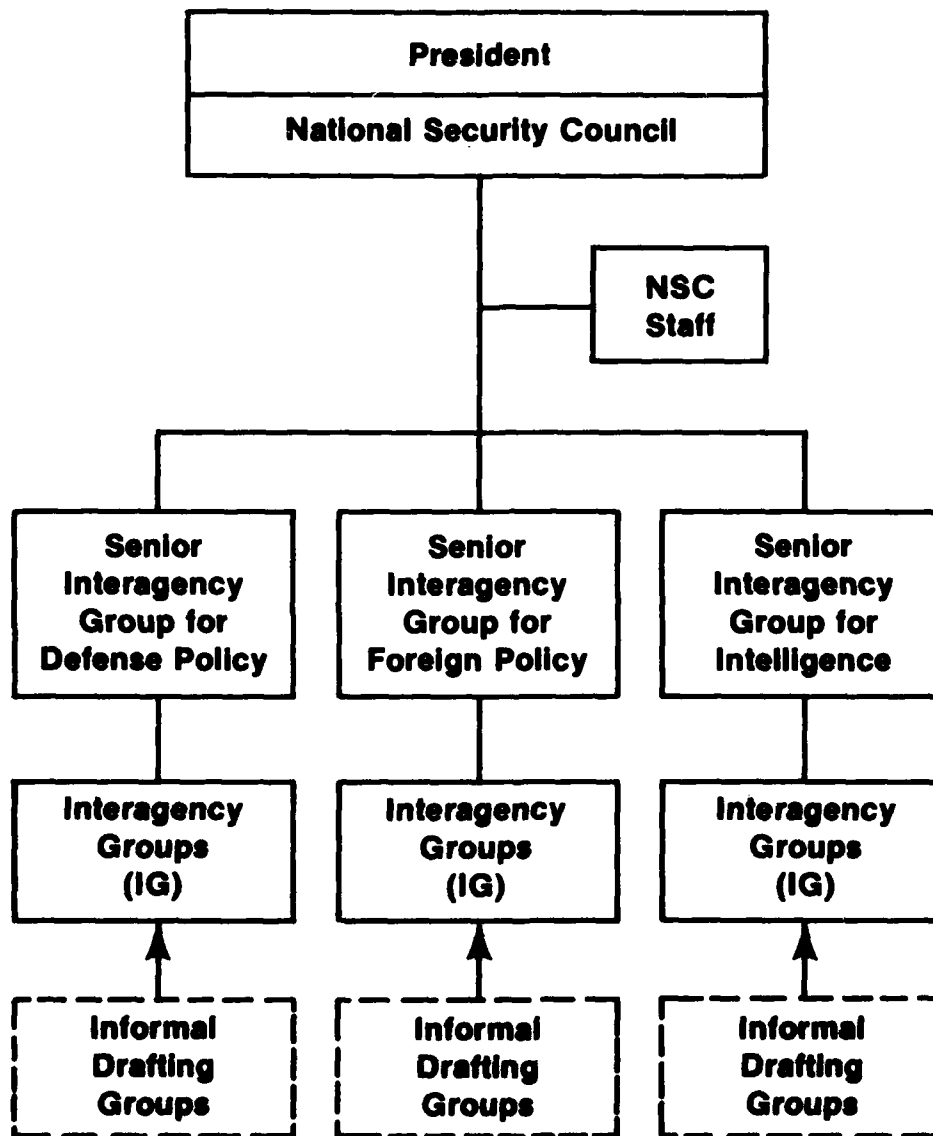 President
National Security Council
NSC
Staff
Senior
Interagency
Group for
Defense Policy
Senior
Interagency
Group for
Foreign Policy
Senior
Interagency
Group for
Intelligence
Interagency
Groups
(IG)
Interagency
Groups
(IG)
Interagency
Groups
(IG)
Informal
Drafting
Groups
Informal
Drafting
Groups
Informal
Drafting
Groups